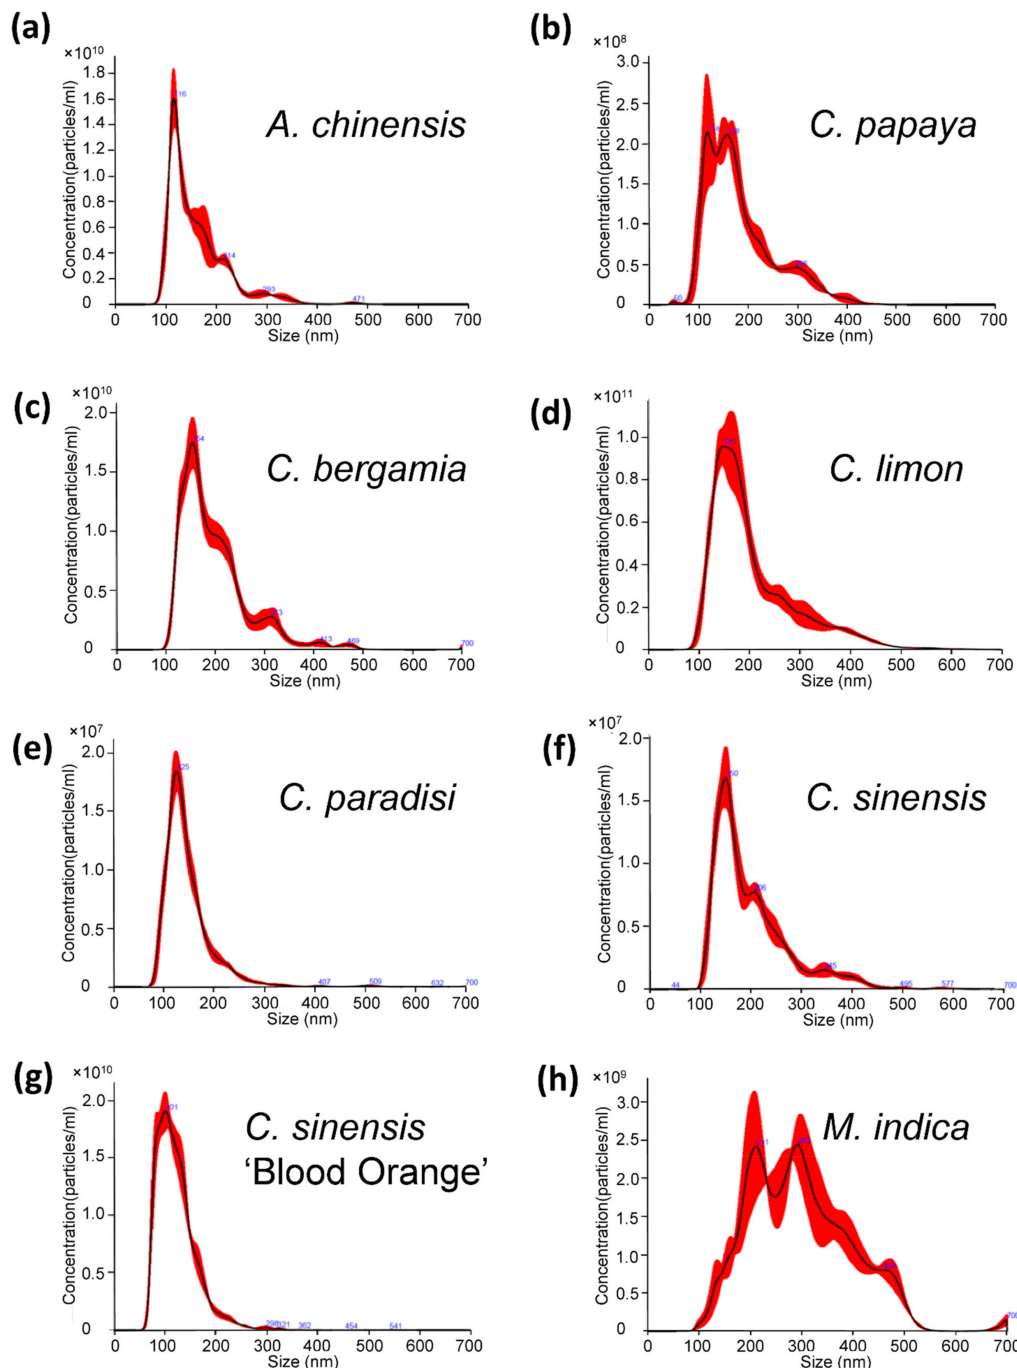 (a)
×10¹⁰
Concentration(particles/ml)
1.8
1.6
1.4
1.2
1.0
0.8
0.6
0.4
0.2
0
A. chinensis
293
471
0 100 200 300 400 500 600 700
Size (nm)
(b)
×10⁸
Concentration(particles/ml)
3.0
2.5
2.0
1.5
1.0
0.5
0
C. papaya
50
0 100 200 300 400 500 600 700
Size (nm)
(c)
×10¹⁰
Concentration(particles/ml)
2.0
1.5
1.0
0.5
0
C. bergamia
413
469
700
0 100 200 300 400 500 600 700
Size (nm)
(d)
×10¹¹
Concentration(particles/ml)
1.0
0.8
0.6
0.4
0.2
0
C. limon
147
0 100 200 300 400 500 600 700
Size (nm)
(e)
×10⁷
Concentration(particles/ml)
2.0
1.5
1.0
0.5
0
C. paradisi
407
509
632
700
0 100 200 300 400 500 600 700
Size (nm)
(f)
×10⁷
Concentration(particles/ml)
2.0
1.5
1.0
0.5
0
C. sinensis
44
495
577
700
0 100 200 300 400 500 600 700
Size (nm)
(g)
×10¹⁰
Concentration(particles/ml)
2.0
1.5
1.0
0.5
0
C. sinensis
‘Blood Orange’
298
321
362
454
541
0 100 200 300 400 500 600 700
Size (nm)
(h)
×10⁹
Concentration(particles/ml)
3.0
2.5
2.0
1.5
1.0
0.5
0
M. indica
700
0 100 200 300 400 500 600 700
Size (nm)